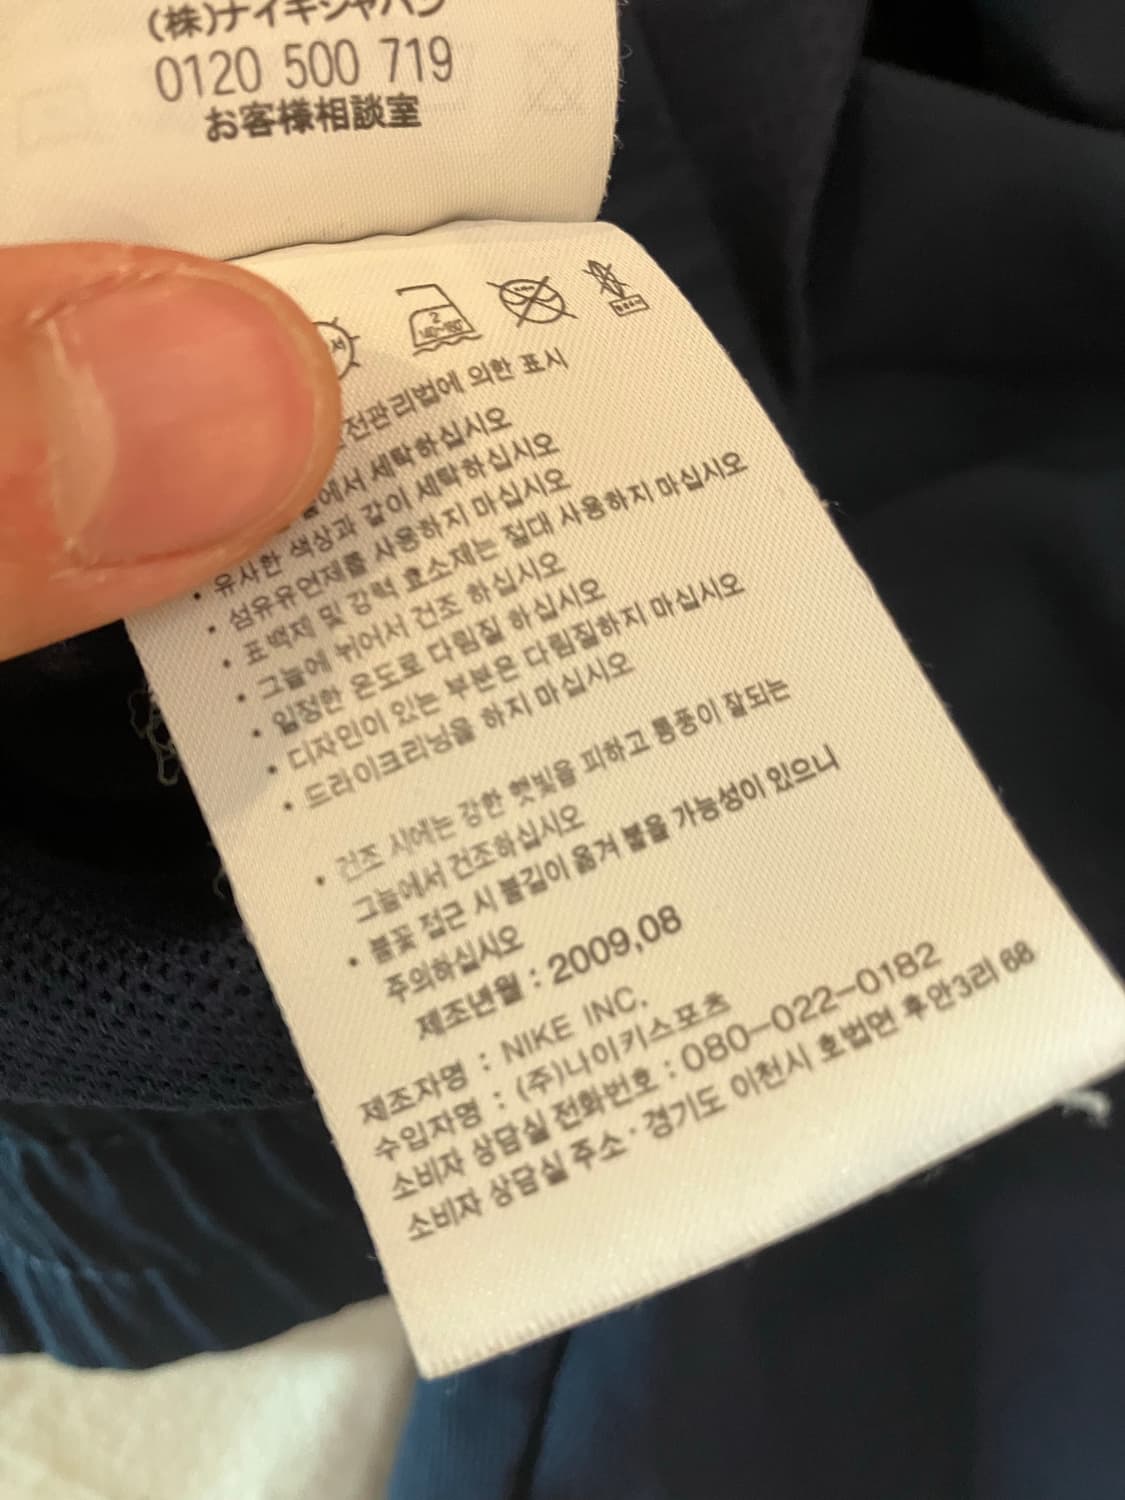 (株)ナイキジャパン
0120 500 719
お客様相談室
2
140~160
전관리법에 의한 표시
에서 세탁하십시오
• 유사한 색상과 같이 세탁하십시오
• 섬유유연제를 사용하지 마십시오
• 표백제 및 강력 효소제는 절대 사용하지 마십시오
• 그늘에 뉘어서 건조 하십시오
• 일정한 온도로 다림질 하십시오
• 디자인이 있는 부분은 다림질하지 마십시오
• 드라이크리닝을 하지 마십시오
• 건조 시에는 강한 햇빛을 피하고 통풍이 잘되는
그늘에서 건조하십시오
• 불꽃 접근 시 불길이 옮겨 붙을 가능성이 있으니
주의하십시오
제조년월 : 2009,08
제조자명 : NIKE INC.
수입자명 : (주)나이키스포츠
소비자 상담실 전화번호 : 080-022-0182
소비자 상담실 주소 · 경기도 이천시 호법면 후안3리 68